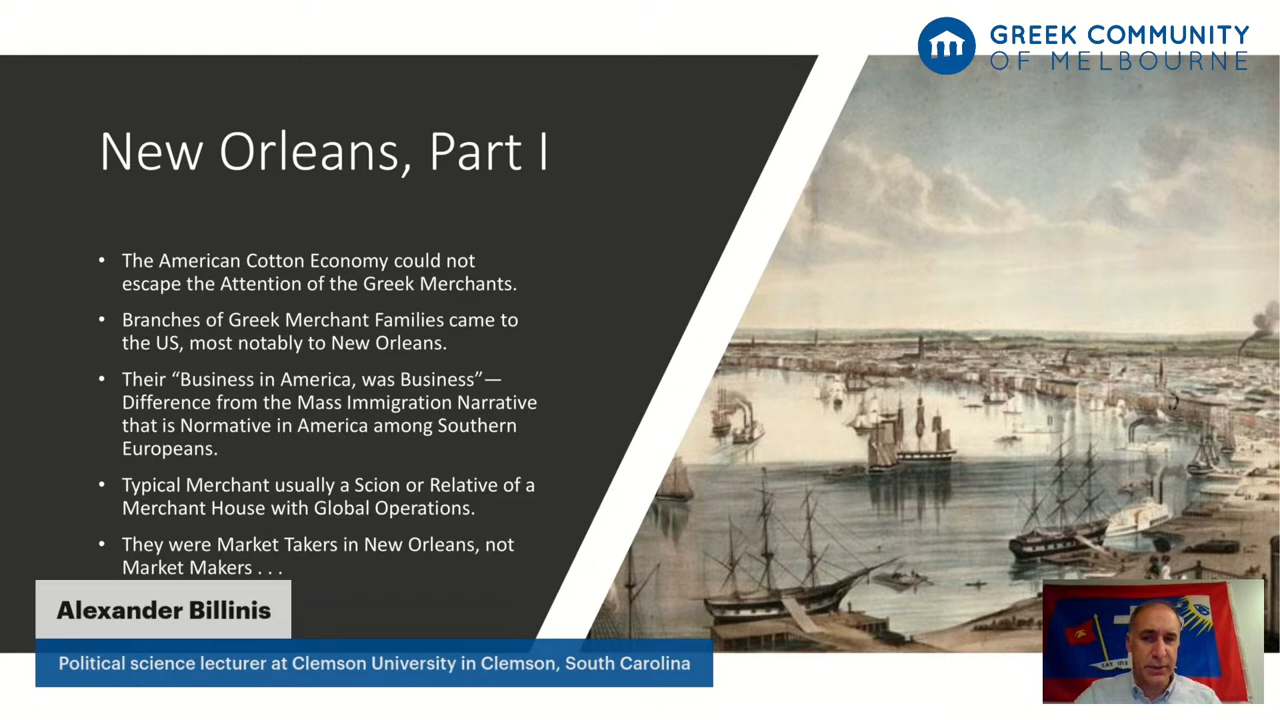 GREEK COMMUNITY
OF MELBOURNE
New Orleans, Part I
• The American Cotton Economy could not
escape the Attention of the Greek Merchants.
• Branches of Greek Merchant Families came to
the US, most notably to New Orleans.
• Their “Business in America, was Business”—
Difference from the Mass Immigration Narrative
that is Normative in America among Southern
Europeans.
• Typical Merchant usually a Scion or Relative of a
Merchant House with Global Operations.
• They were Market Takers in New Orleans, not
Market Makers . . .
Alexander Billinis
Political science lecturer at Clemson University in Clemson, South Carolina